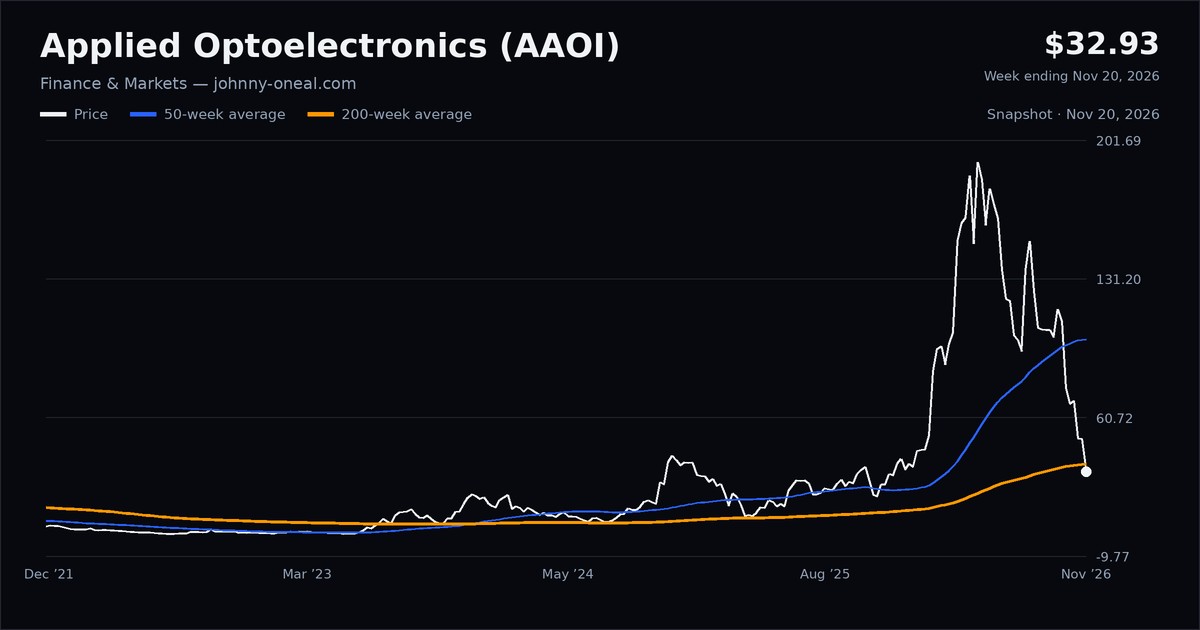 Applied Optoelectronics (AAOI)
$32.93
Finance & Markets — johnny-oneal.com
Week ending Nov 20, 2026
Price
50-week average
200-week average
Snapshot · Nov 20, 2026
201.69
131.20
60.72
-9.77
Dec ’21
Mar ’23
May ’24
Aug ’25
Nov ’26